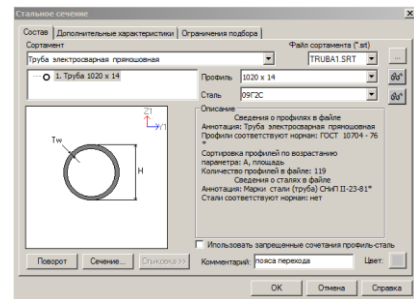 Стальное сечение
Состав
Дополнительные характеристики
Ограничения подбора
Сортамент
Файл сортамента (*.srt)
Труба электросварная прямошовная
TRUBA1.SRT
...
1. Труба 1020 x 14
Профиль
1020 x 14
Сталь
09Г2С
Описание
Сведения о профилях в файле
Аннотация: Труба электросварная прямошовная
Профили соответствуют нормам: ГОСТ 10704 - 76
*
Сортировка профилей по возрастанию
параметра: A, площадь
Количество профилей в файле: 119
Сведения о сталях в файле
Аннотация: Марки стали (труба) СНиП II-23-81*
Стали соответствуют нормам: нет
Z1
Y1
Tw
H
Использовать запрещенные сочетания профиль-сталь
Поворот
Сечение...
Упаковка>>
Комментарий:
пояса перехода
Цвет:
OK
Отмена
Справка